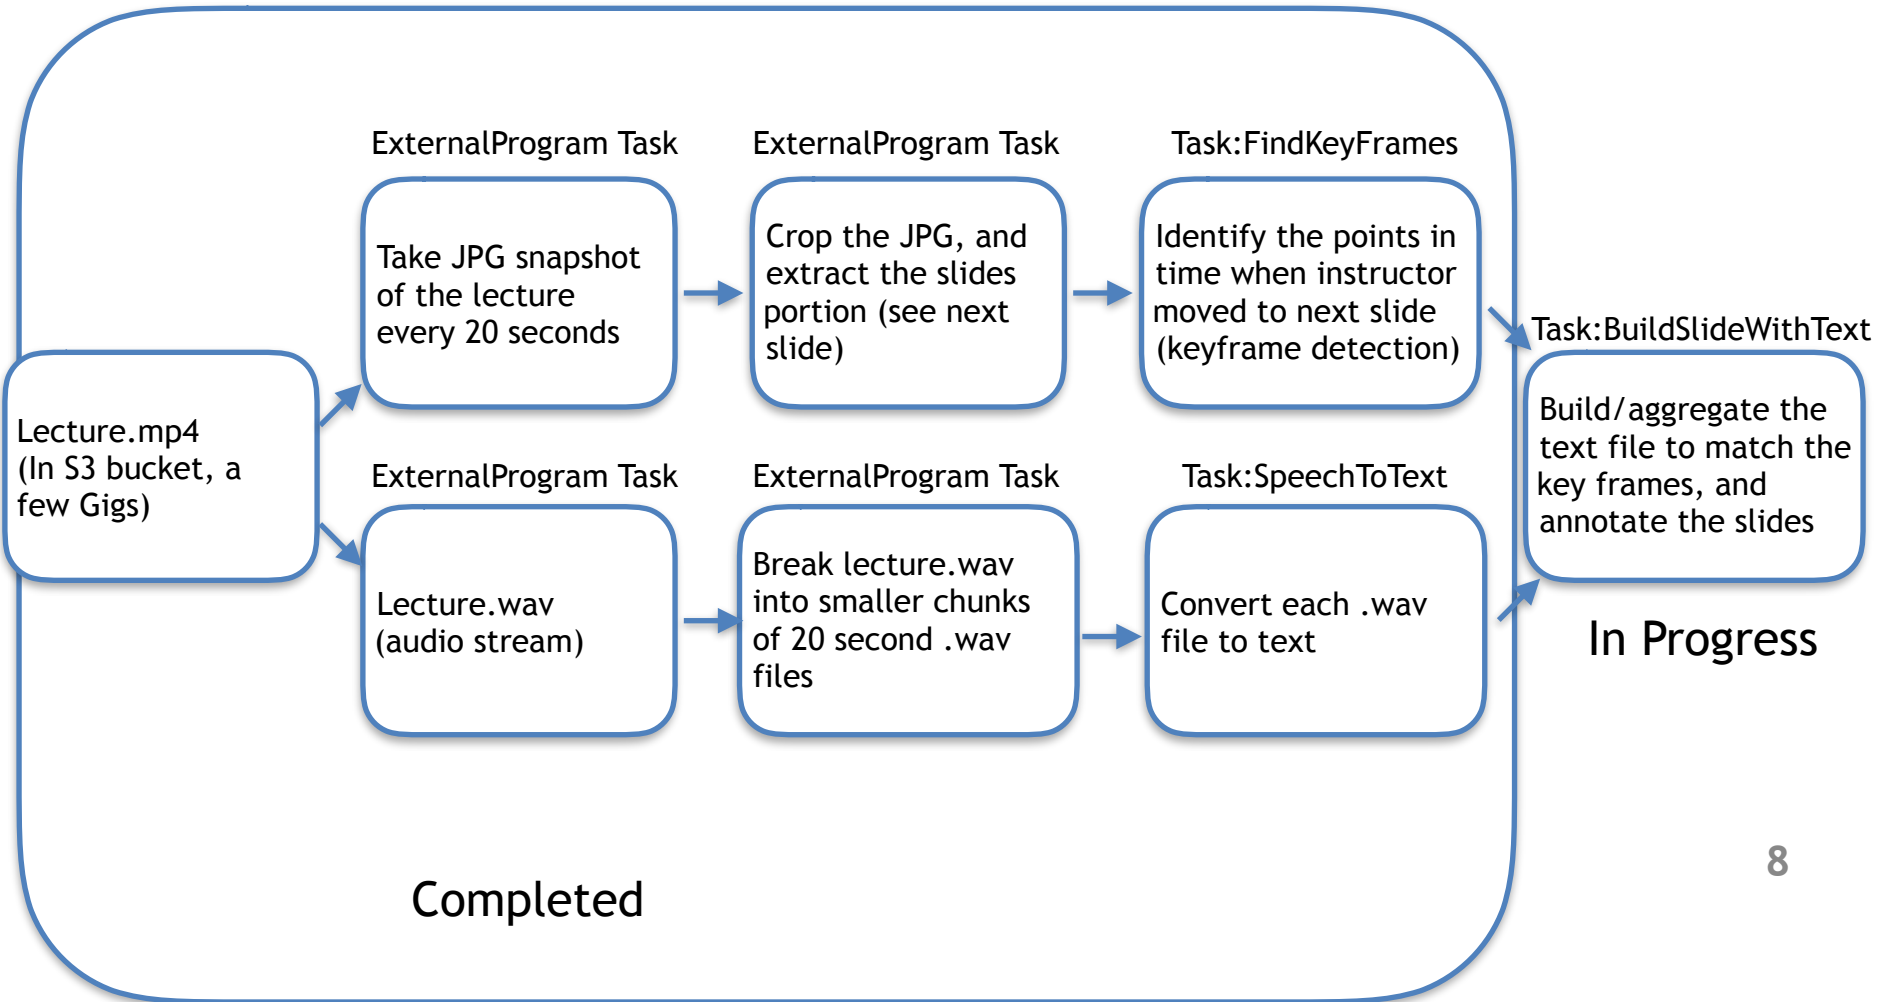 ExternalProgram Task
Take JPG snapshot
of the lecture
every 20 seconds
ExternalProgram Task
Crop the JPG, and
extract the slides
portion (see next
slide)
Task:FindKeyFrames
Identify the points in
time when instructor
moved to next slide
(keyframe detection)
Lecture.mp4
(In S3 bucket, a
few Gigs)
ExternalProgram Task
Lecture.wav
(audio stream)
ExternalProgram Task
Break lecture.wav
into smaller chunks
of 20 second .wav
files
Task:SpeechToText
Convert each .wav
file to text
Task:BuildSlideWithText
Build/aggregate the
text file to match the
key frames, and
annotate the slides
In Progress
Completed
8